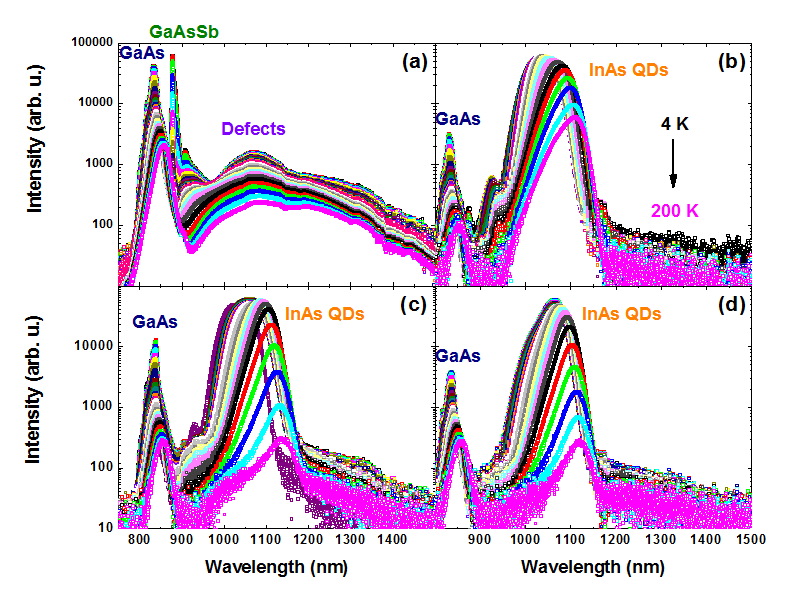 GaAsSb
GaAs
(a)
Defects
100000
10000
1000
100
Intensity (arb. u.)
(b)
InAs QDs
GaAs
4 K
200 K
(c)
GaAs
InAs QDs
10000
1000
100
10
Intensity (arb. u.)
800 900 1000 1100 1200 1300 1400
Wavelength (nm)
(d)
InAs QDs
GaAs
900 1000 1100 1200 1300 1400 1500
Wavelength (nm)